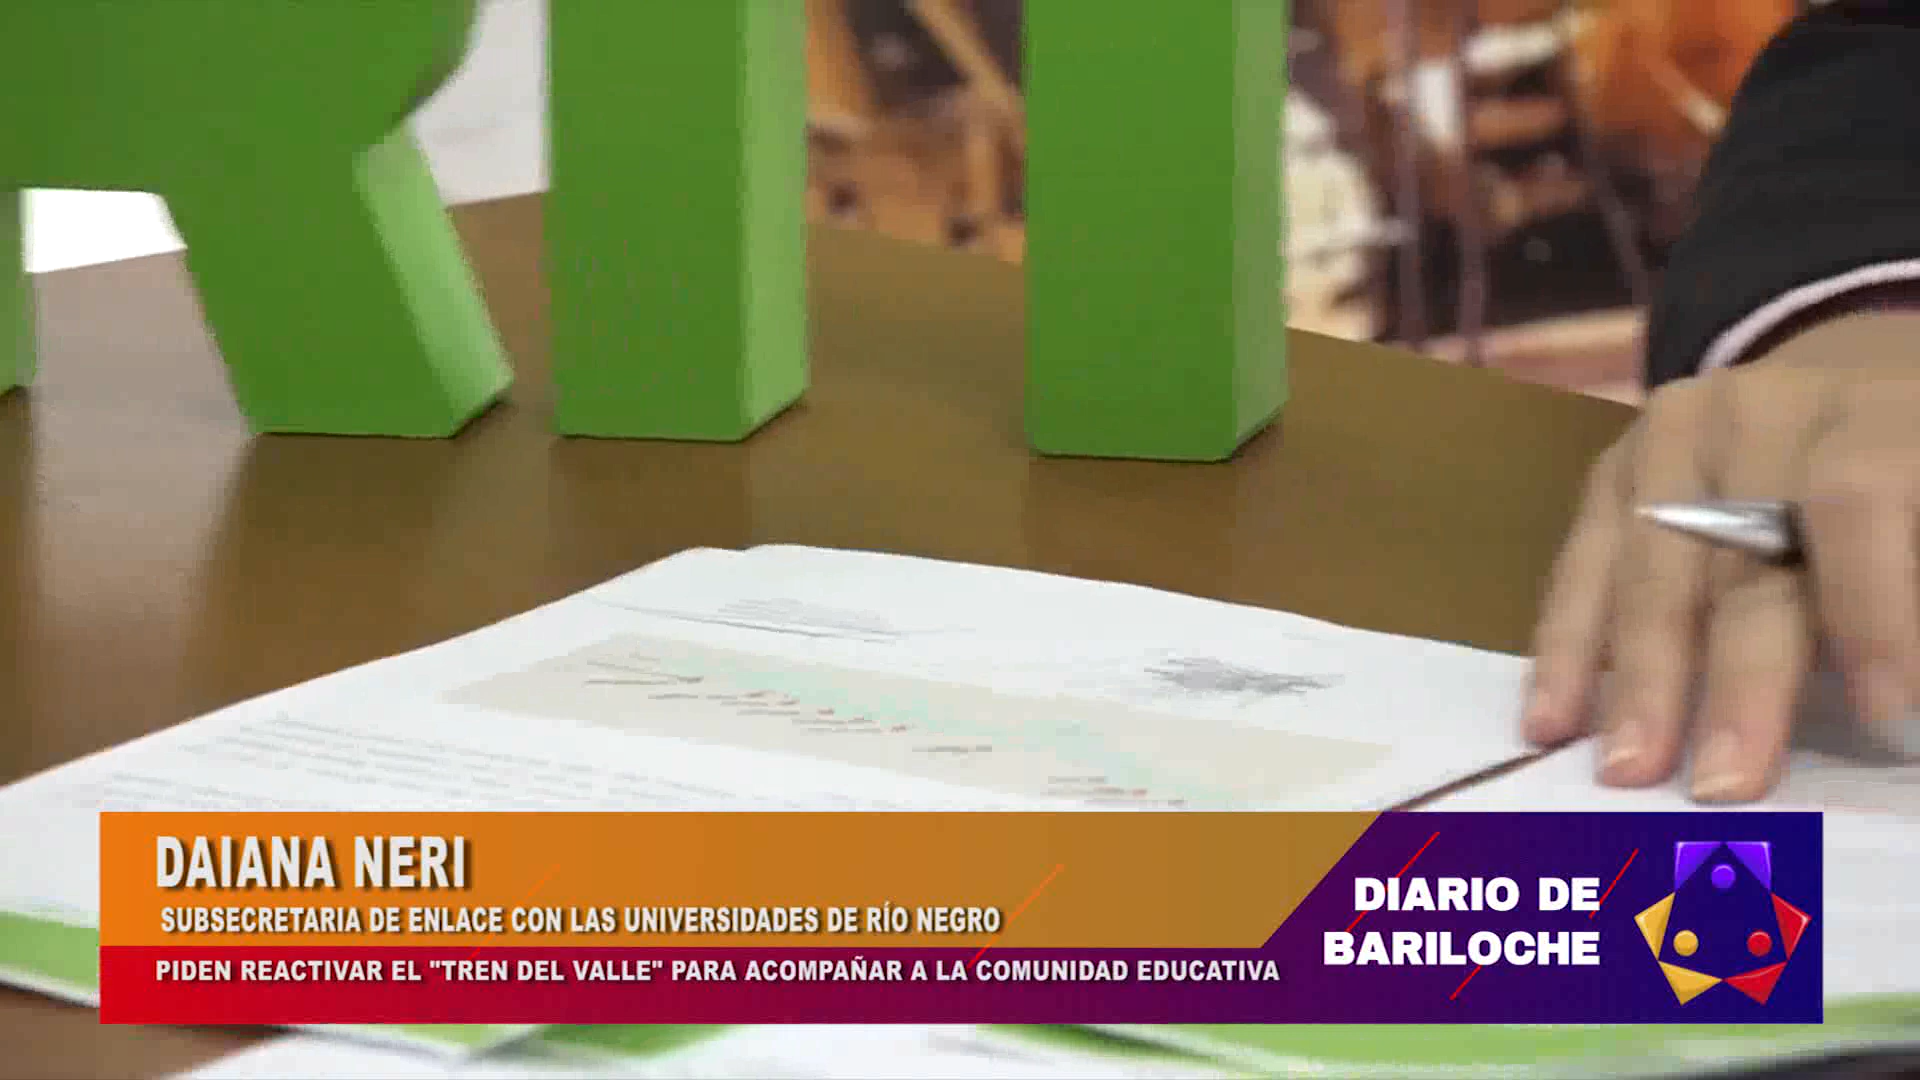 DAIANA NERI
SUBSECRETARIA DE ENLACE CON LAS UNIVERSIDADES DE RÍO NEGRO
PIDEN REACTIVAR EL "TREN DEL VALLE" PARA ACOMPAÑAR A LA COMUNIDAD EDUCATIVA
DIARIO DE
BARILOCHE